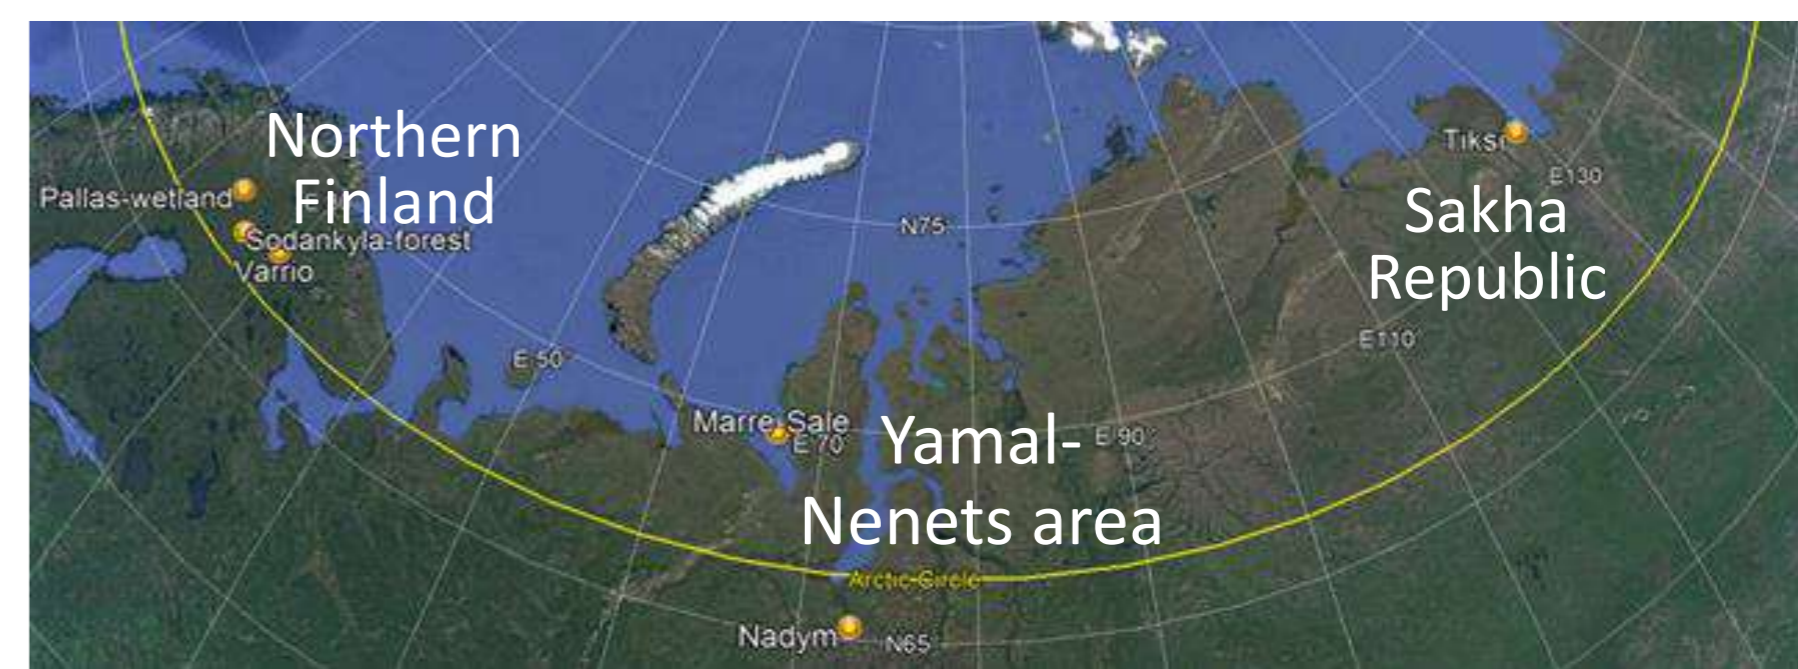 Northern
Finland
Pallas-wetland
Sodankyla-forest
Varrio
Tiksi
E130
Sakha
Republic
N75
E110
E 50
Marre-Sale
E 70
Yamal-
Nenets area
E 90
Arctic Circle
Nadym
N65